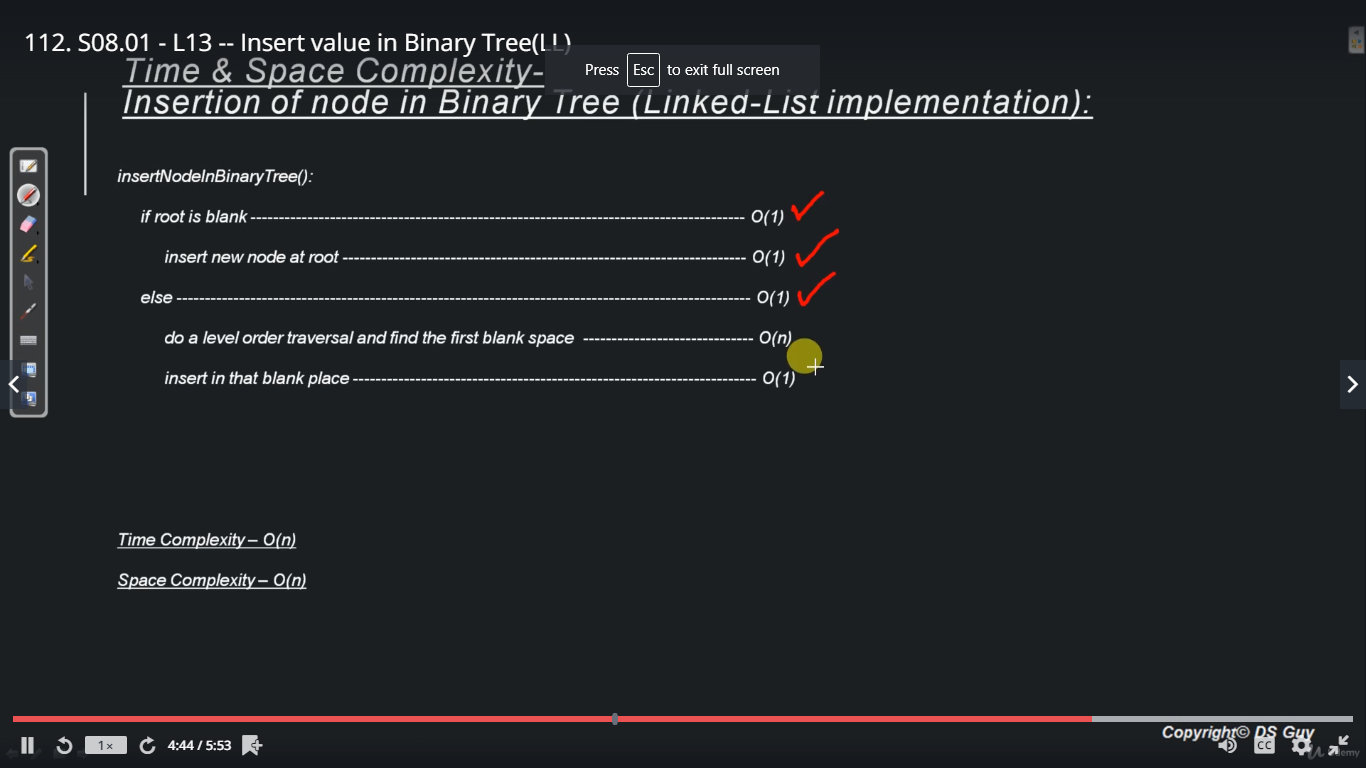 112. S08.01 - L13 -- Insert value in Binary Tree(LL)
Press Esc to exit full screen
Time & Space Complexity-
Insertion of node in Binary Tree (Linked-List implementation):
insertNodeInBinaryTree():
if root is blank -------------------------------------------------------------------------------------- O(1)
insert new node at root ---------------------------------------------------------------------- O(1)
else ---------------------------------------------------------------------------------------------------- O(1)
do a level order traversal and find the first blank space ------------------------------ O(n)
insert in that blank place ---------------------------------------------------------------------- O(1)
Time Complexity – O(n)
Space Complexity – O(n)
Copyright© DS Guy
1× 4:44 / 5:53 CC